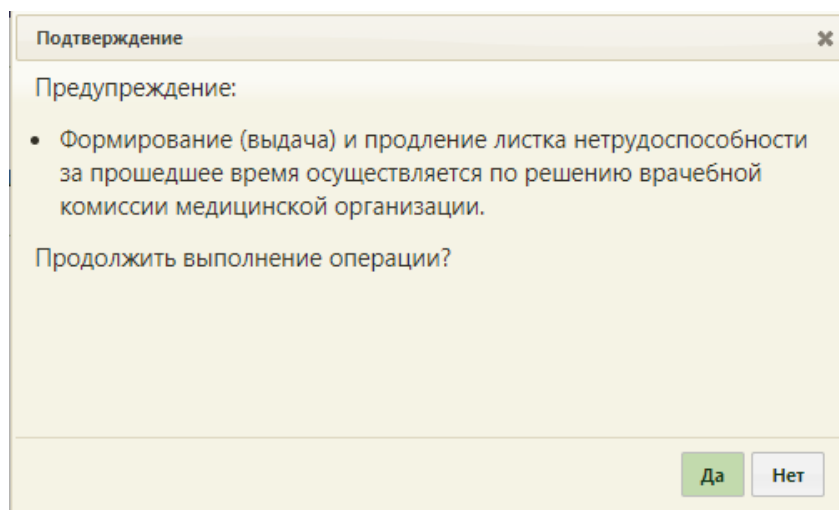 Подтверждение
Предупреждение:
• Формирование (выдача) и продление листка нетрудоспособности
за прошедшее время осуществляется по решению врачебной
комиссии медицинской организации.
Продолжить выполнение операции?
Да Нет